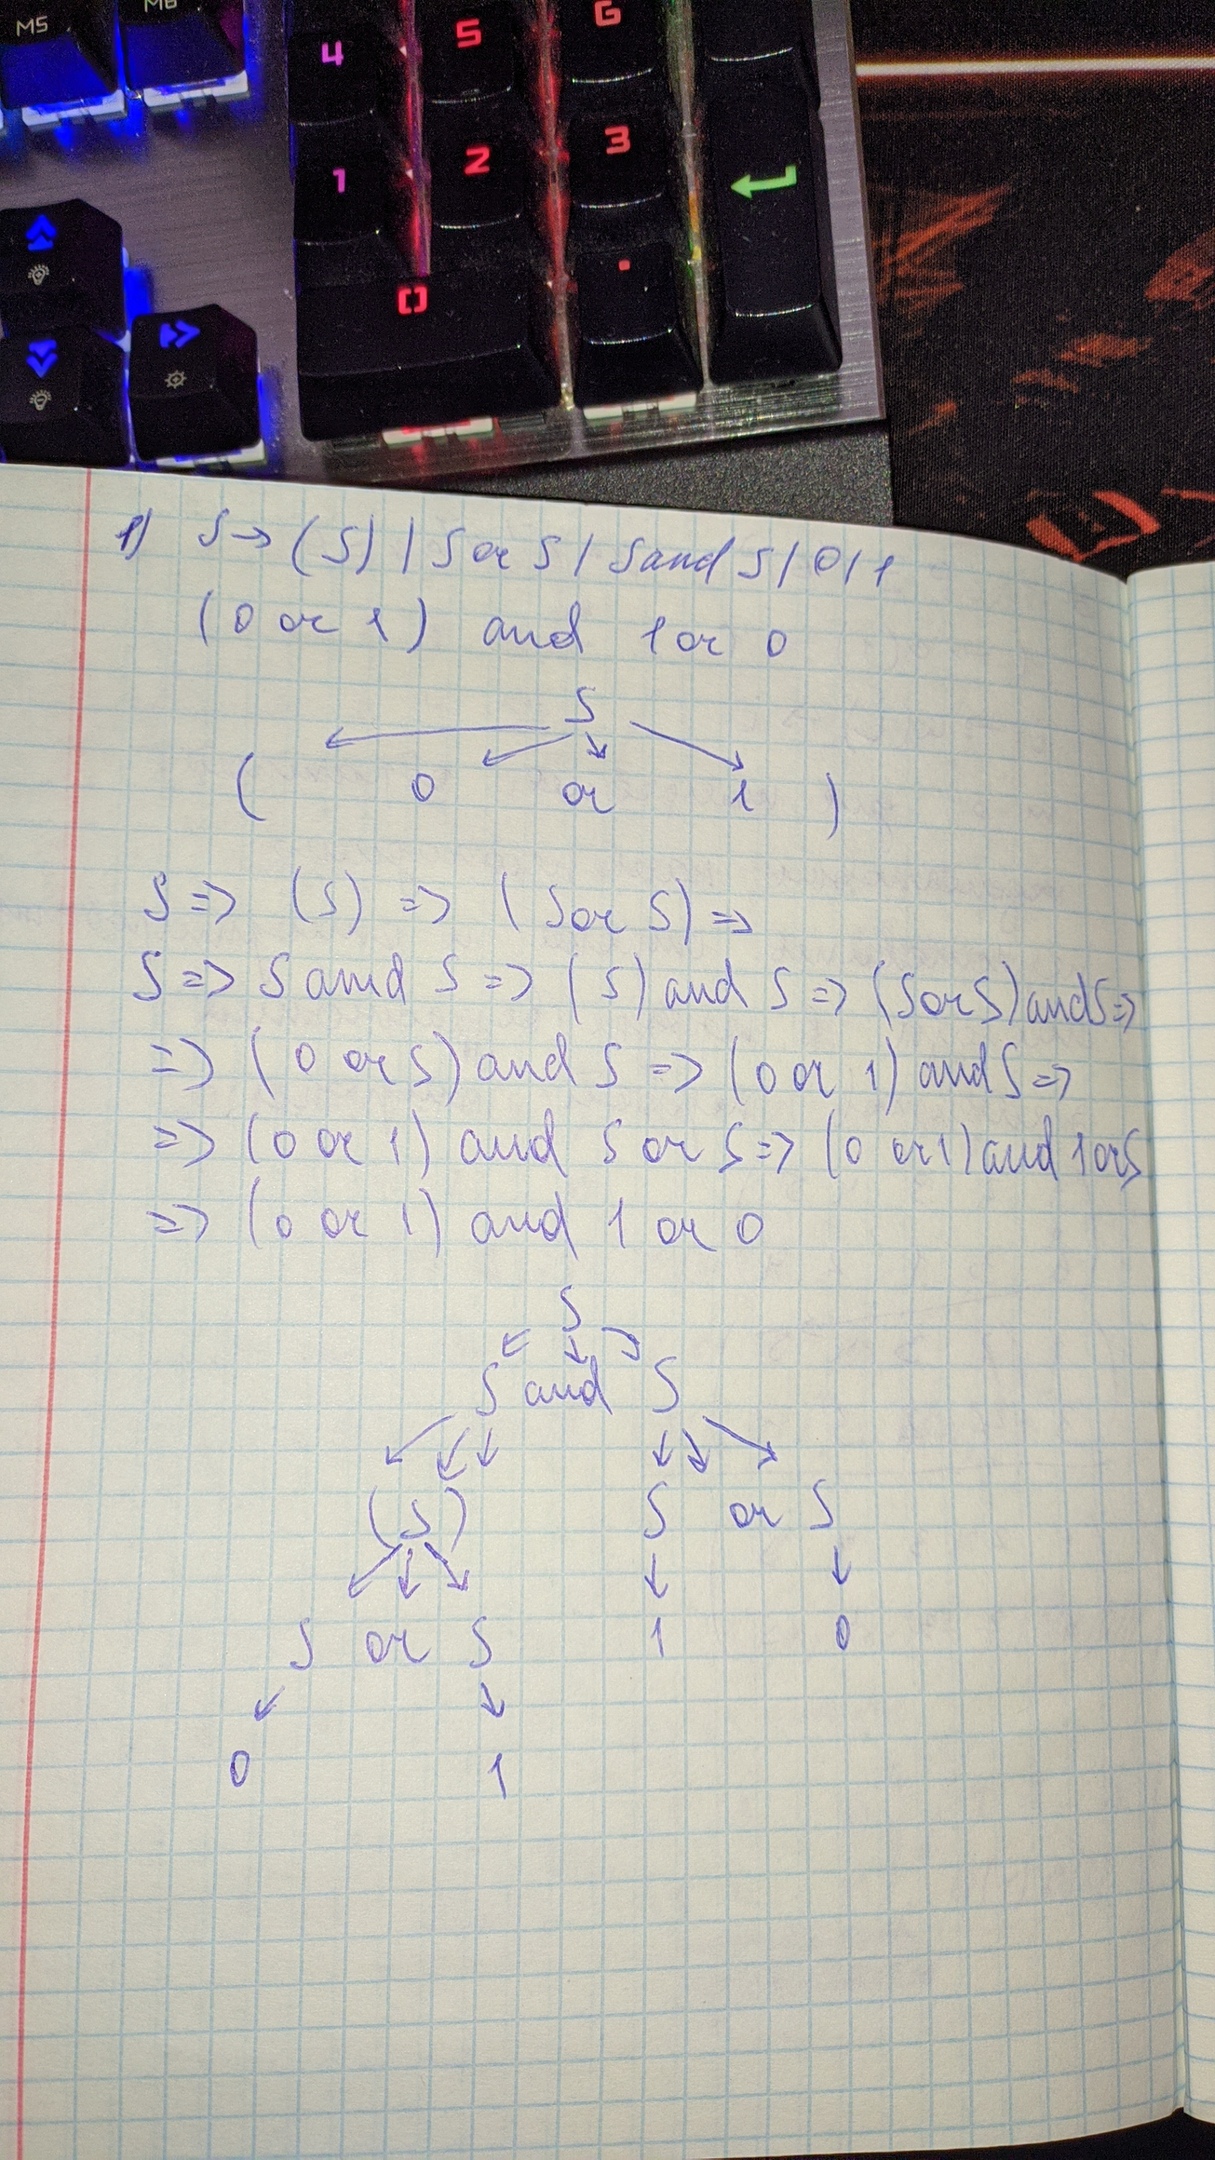 M5 M6
4 5 6
1 2 3
0 .
1) S → (S) | S or S | S and S | 0 | 1
(0 or 1) and 1 or 0
S
( 0 or 1 )
S => (S) => (S or S) =>
S => S and S => (S) and S => (S or S) and S =>
=> (0 or S) and S => (0 or 1) and S =>
=> (0 or 1) and S or S => (0 or 1) and 1 or S
=> (0 or 1) and 1 or 0
S
S and S
(S) S or S
S or S 1 0
0 1